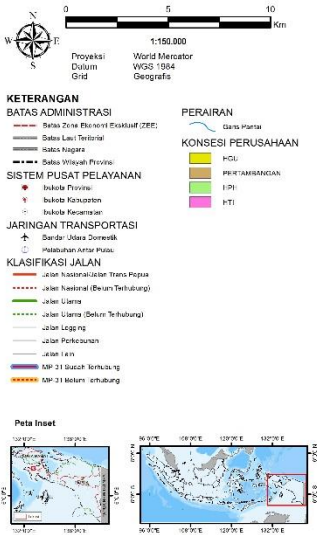 0 5 10
Km
N
W E
S
1:150.000
Proyeksi World Mercator
Datum WGS 1984
Grid Geografis
KETERANGAN
BATAS ADMINISTRASI
Batas Zone Ekonomi Eksklusif (ZEE)
Batas Laut Teritorial
Batas Negara
Batas Wilayah Provinsi
SISTEM PUSAT PELAYANAN
Ibukota Provinsi
Ibukota Kabupaten
Ibukota Kecamatan
JARINGAN TRANSPORTASI
Bandar Udara Domestik
Pelabuhan Antar Pulau
KLASIFIKASI JALAN
Jalan Nasional/Jalan Trans Papua
Jalan Nasional (Belum Terhubung)
Jalan Utama
Jalan Utama (Belum Terhubung)
Jalan Logging
Jalan Perkebunan
Jalan Lain
MP-31 Sudah Terhubung
MP-31 Belum Terhubung
PERAIRAN
Garis Pantai
KONSESI PERUSAHAAN
HGU
PERTAMBANGAN
HPH
HTI
Peta Inset